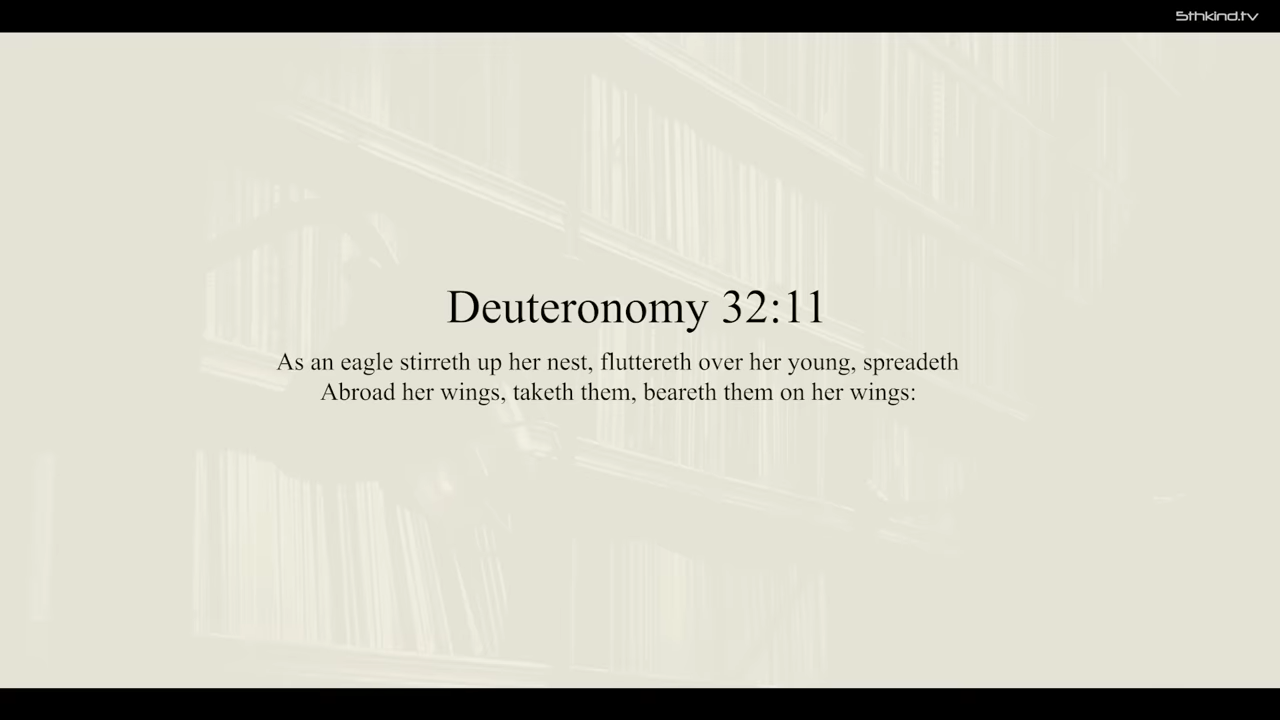 5thkind.tv
Deuteronomy 32:11
As an eagle stirreth up her nest, fluttereth over her young, spreadeth
Abroad her wings, taketh them, beareth them on her wings: